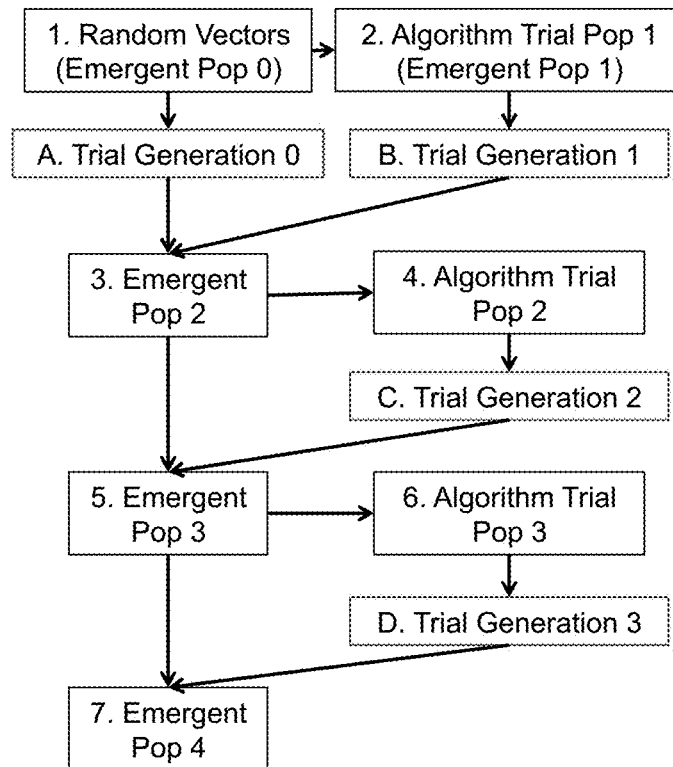 1. Random Vectors
(Emergent Pop 0)
2. Algorithm Trial Pop 1
(Emergent Pop 1)
A. Trial Generation 0
B. Trial Generation 1
3. Emergent
Pop 2
4. Algorithm Trial
Pop 2
C. Trial Generation 2
5. Emergent
Pop 3
6. Algorithm Trial
Pop 3
D. Trial Generation 3
7. Emergent
Pop 4